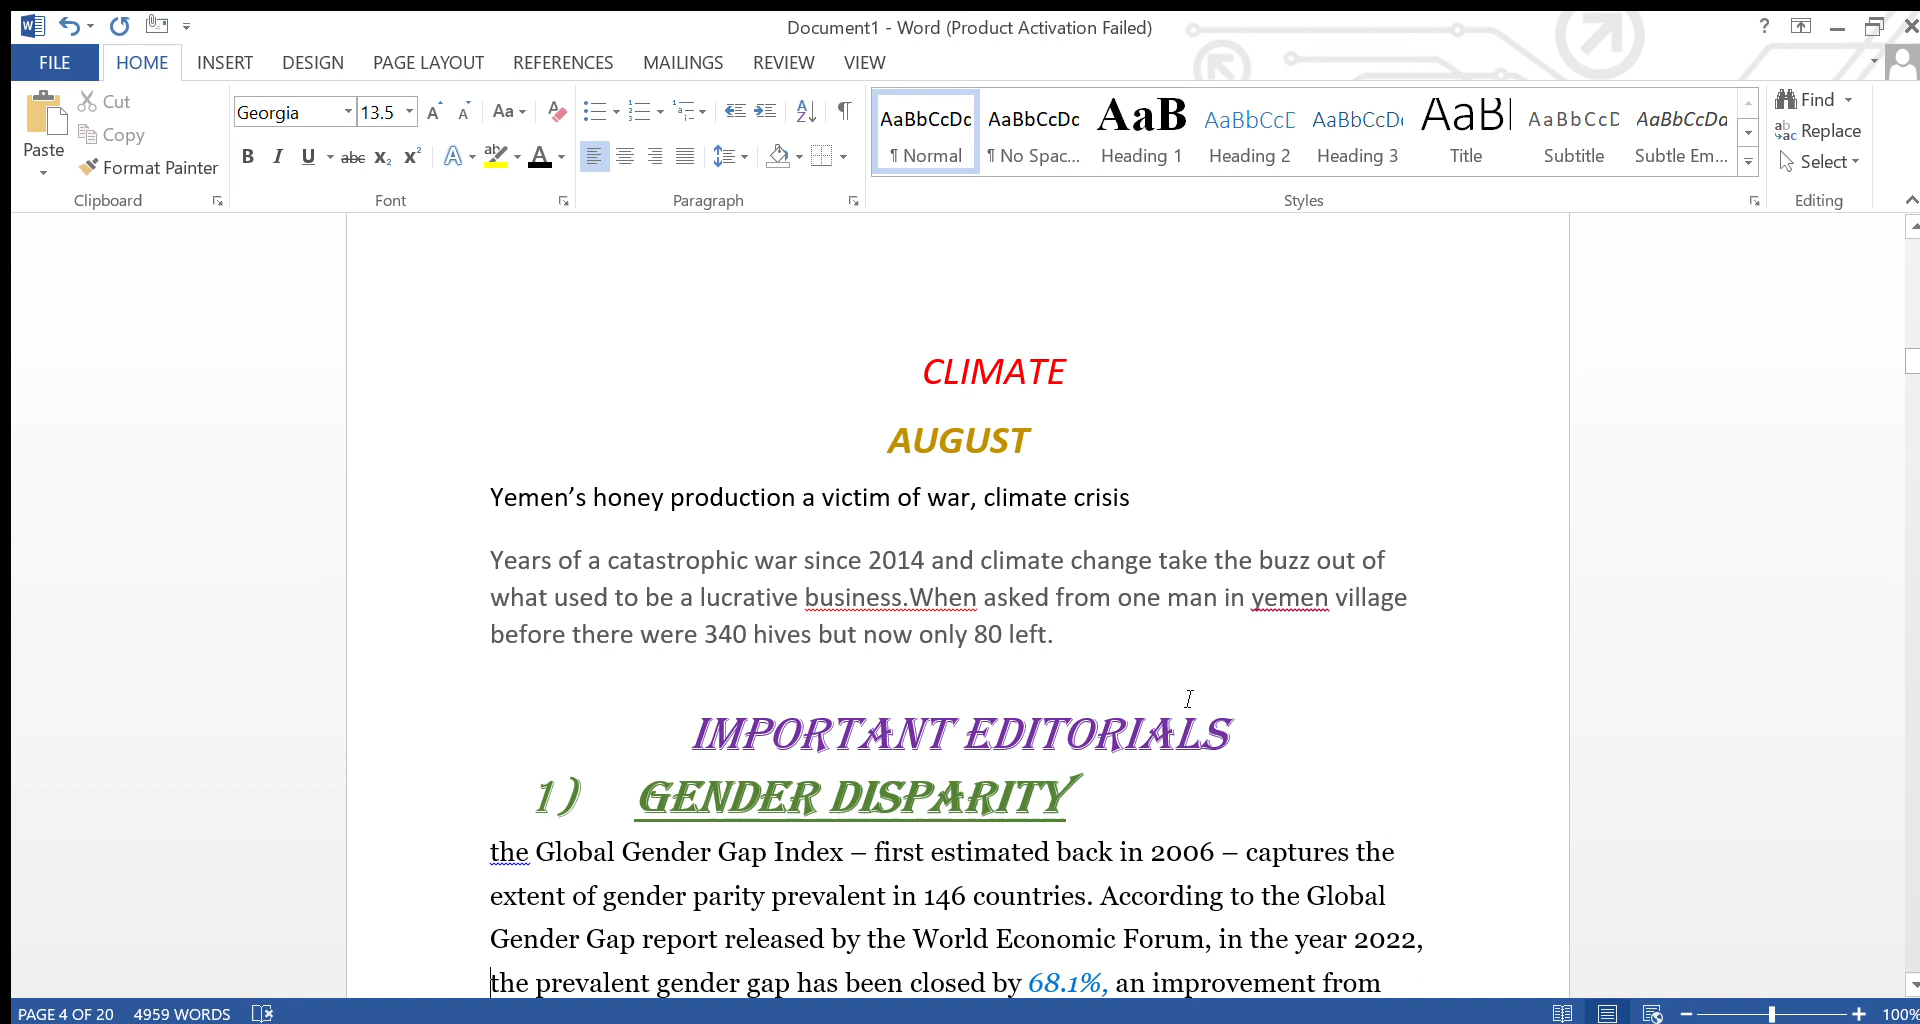 Document1 - Word (Product Activation Failed)
?
FILE HOME INSERT DESIGN PAGE LAYOUT REFERENCES MAILINGS REVIEW VIEW
Paste
Cut
Copy
Format Painter
Clipboard
Georgia 13.5
Font
Paragraph
AaBbCcDc AaBbCcDc AaB AaBbCcD AaBbCcDc AaBl AaBbCcD AaBbCcDd
¶ Normal ¶ No Spac... Heading 1 Heading 2 Heading 3 Title Subtitle Subtle Em...
Styles
Find
Replace
Select
Editing
CLIMATE
AUGUST
Yemen’s honey production a victim of war, climate crisis
Years of a catastrophic war since 2014 and climate change take the buzz out of
what used to be a lucrative business.When asked from one man in yemen village
before there were 340 hives but now only 80 left.
IMPORTANT EDITORIALS
1) GENDER DISPARITY
the Global Gender Gap Index – first estimated back in 2006 – captures the
extent of gender parity prevalent in 146 countries. According to the Global
Gender Gap report released by the World Economic Forum, in the year 2022,
the prevalent gender gap has been closed by 68.1%, an improvement from
PAGE 4 OF 20 4959 WORDS 100%